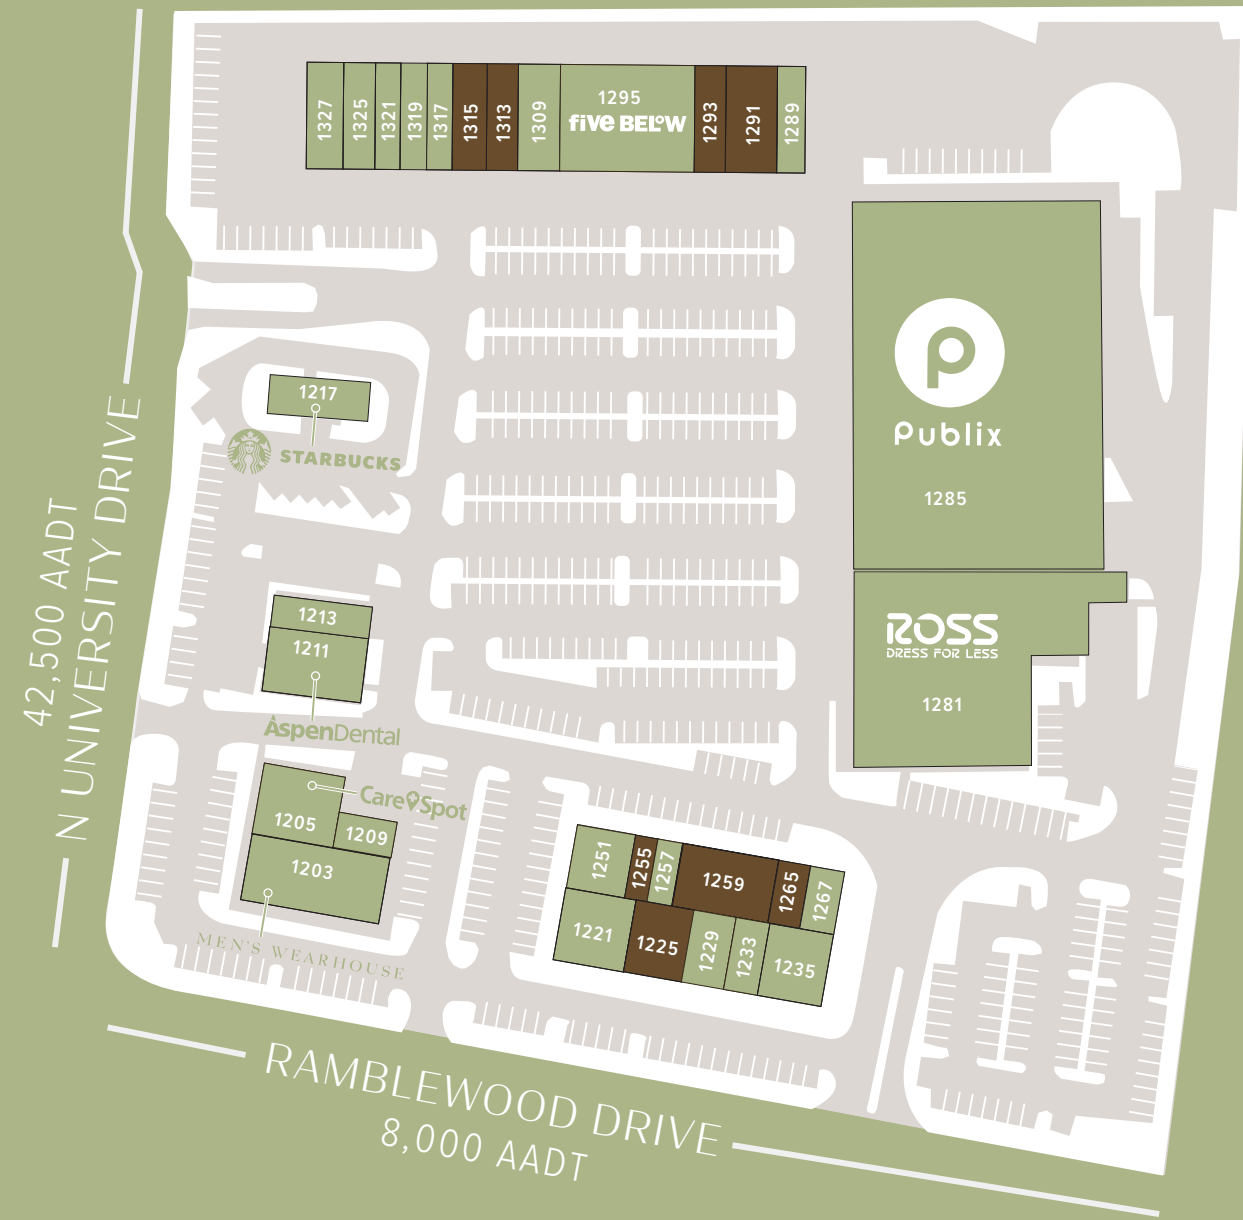 1327
1325
1321
1319
1317
1315
1313
1309
1295
five BELOW
1293
1291
1289
Publix
1285
1217
STARBUCKS
1213
1211
AspenDental
ROSS
DRESS FOR LESS
1281
42,500 AADT
N UNIVERSITY DRIVE
CareSpot
1205
1209
1203
MEN'S WEARHOUSE
1251
1255
1257
1259
1265
1267
1221
1225
1229
1233
1235
RAMBLEWOOD DRIVE
8,000 AADT